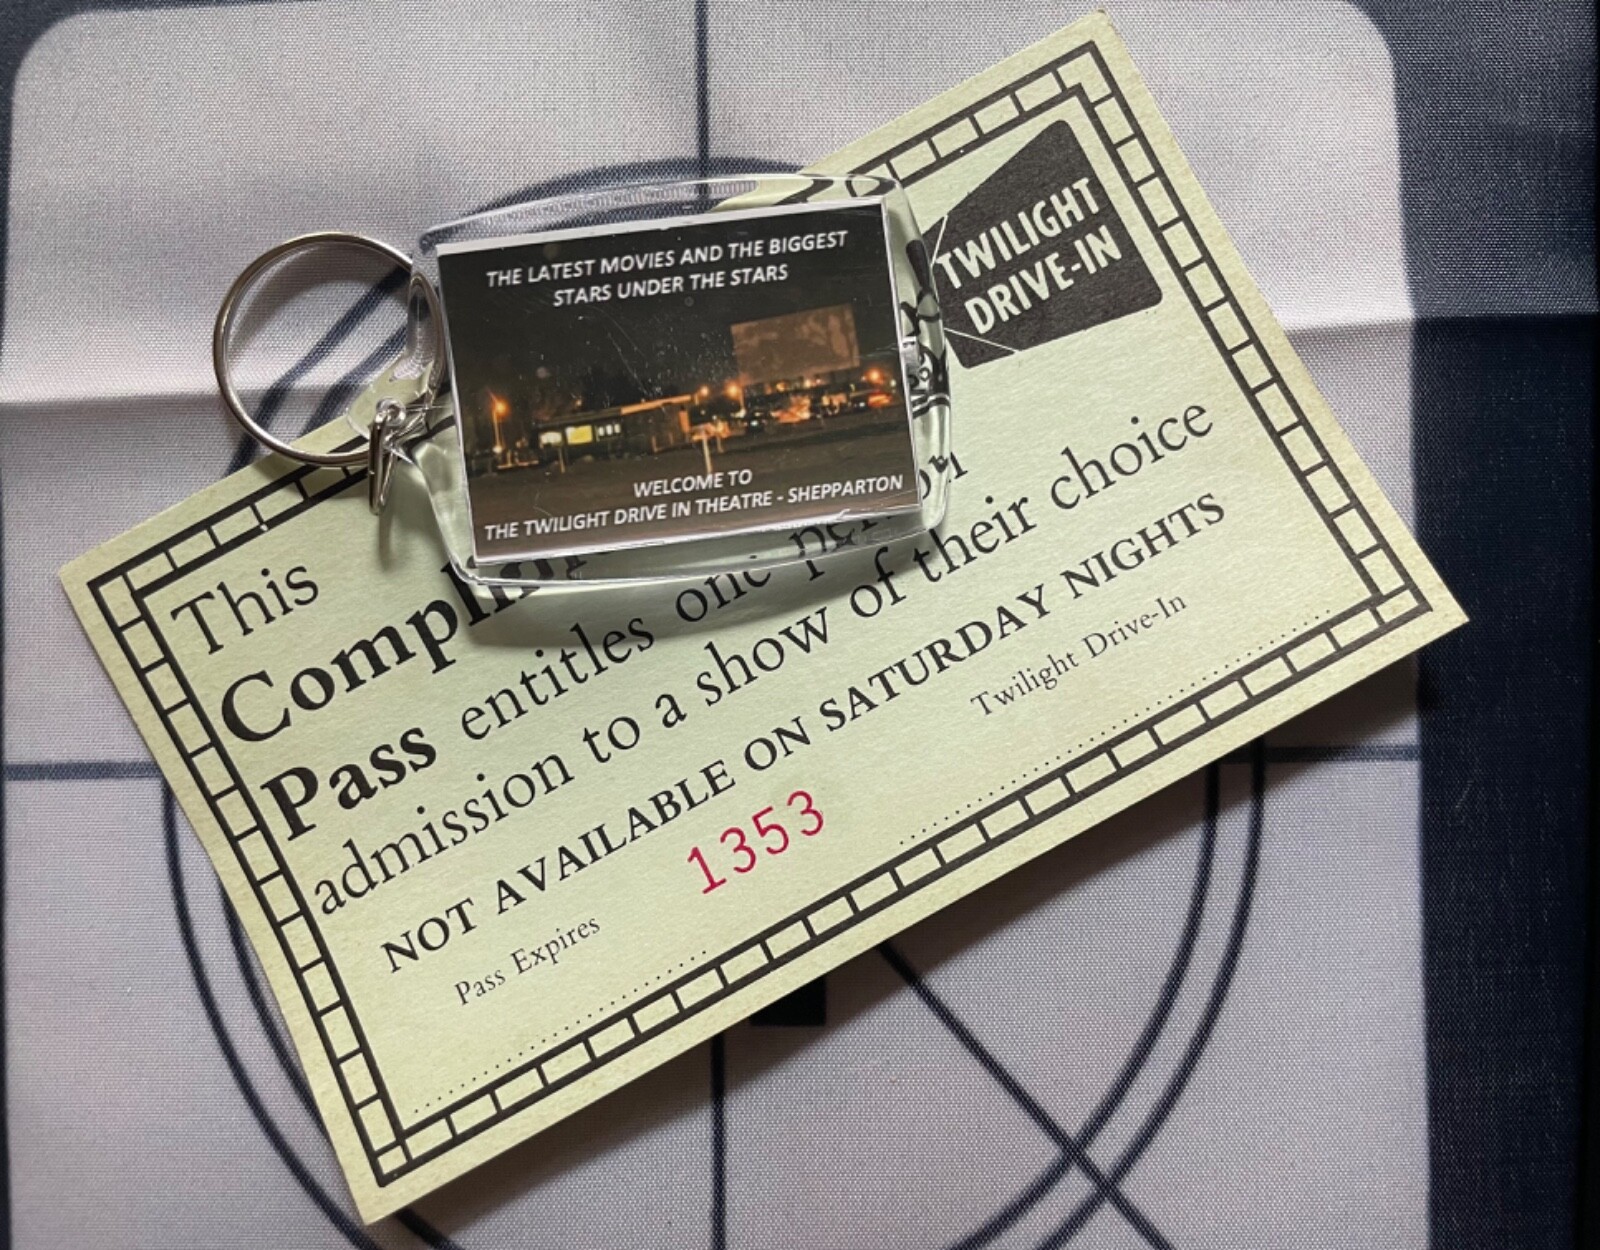 THE LATEST MOVIES AND THE BIGGEST
STARS UNDER THE STARS
WELCOME TO
THE TWILIGHT DRIVE IN THEATRE - SHEPPARTON
TWILIGHT
DRIVE-IN
This
Pass entitles one person
admission to a show of their choice
NOT AVAILABLE ON SATURDAY NIGHTS
Twilight Drive-In
1353
Pass Expires